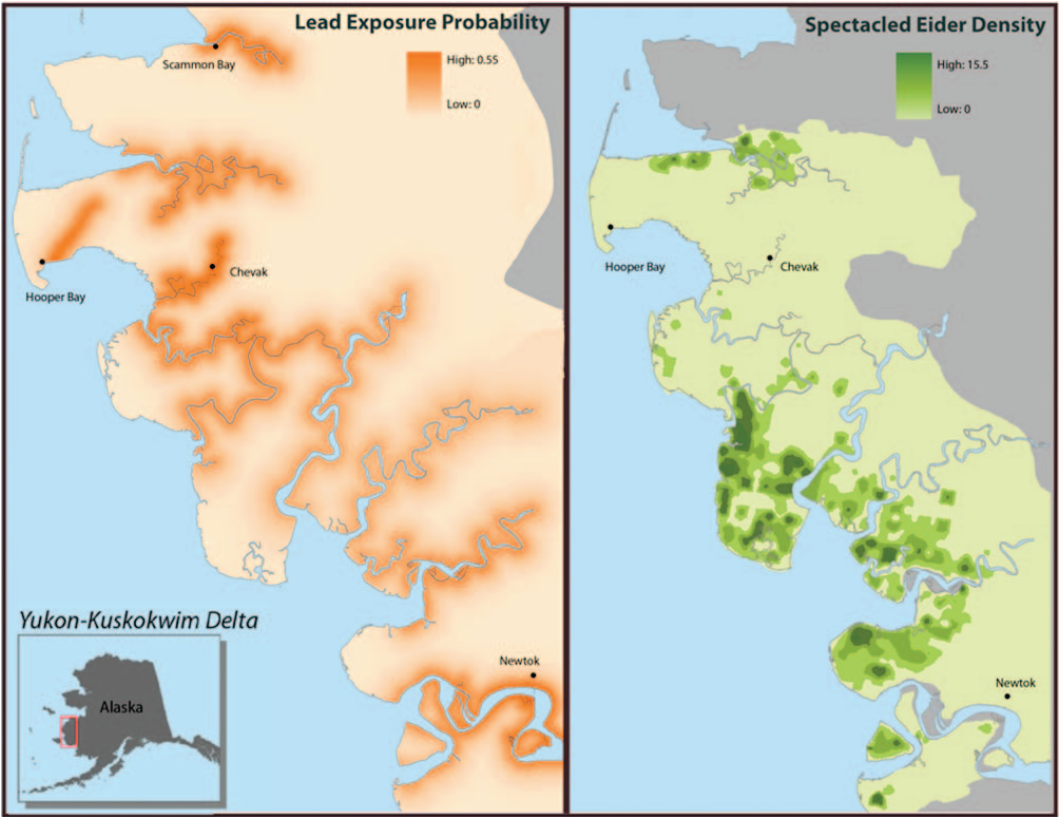 Lead Exposure Probability
High: 0.55
Low: 0
Scammon Bay
Chevak
Hooper Bay
Newtok
Yukon-Kuskokwim Delta
Alaska
Spectacled Eider Density
High: 15.5
Low: 0
Hooper Bay
Chevak
Newtok